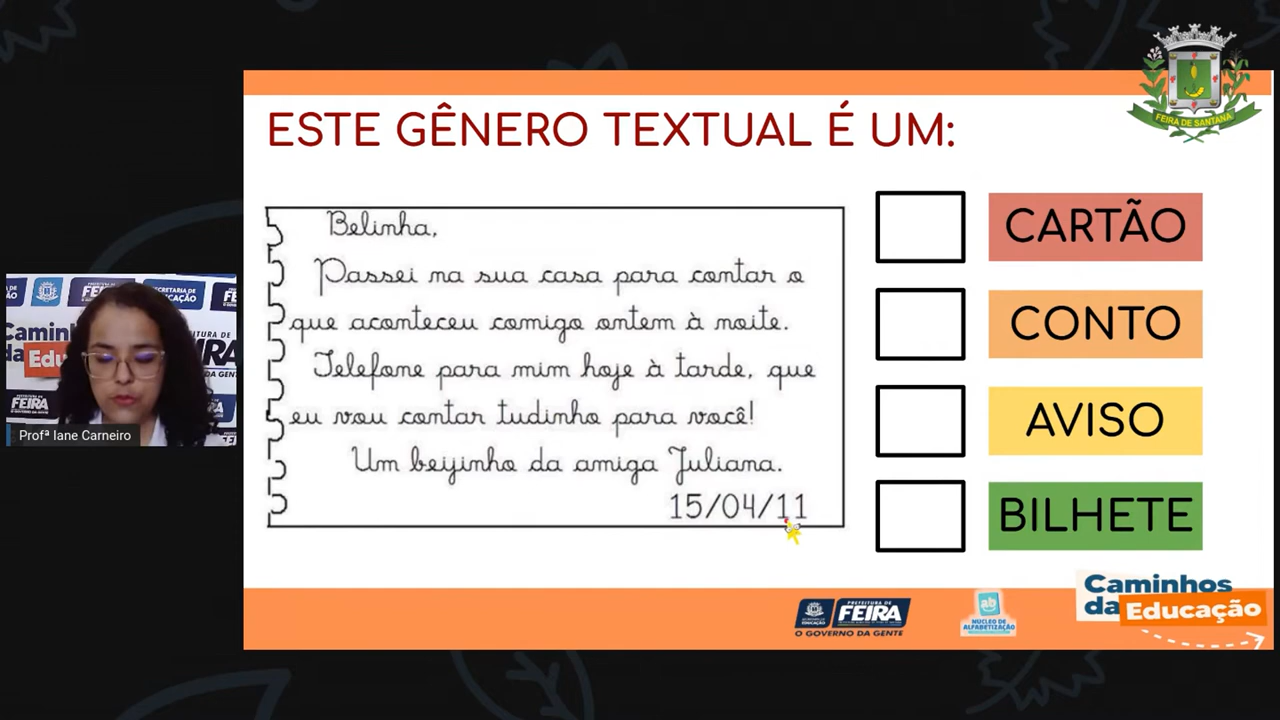 FEIRA DE SANTANA
ESTE GÊNERO TEXTUAL É UM:
Belinha,
Passei na sua casa para contar o
que aconteceu comigo ontem à noite.
Telefone para mim hoje à tarde, que
eu vou contar tudinho para você!
Um beijinho da amiga Juliana.
15/04/11
CARTÃO
CONTO
AVISO
BILHETE
Profª Iane Carneiro
PREFEITURA DE
FEIRA
O GOVERNO DA GENTE
NÚCLEO DE
ALFABETIZAÇÃO
Caminhos
da Educação